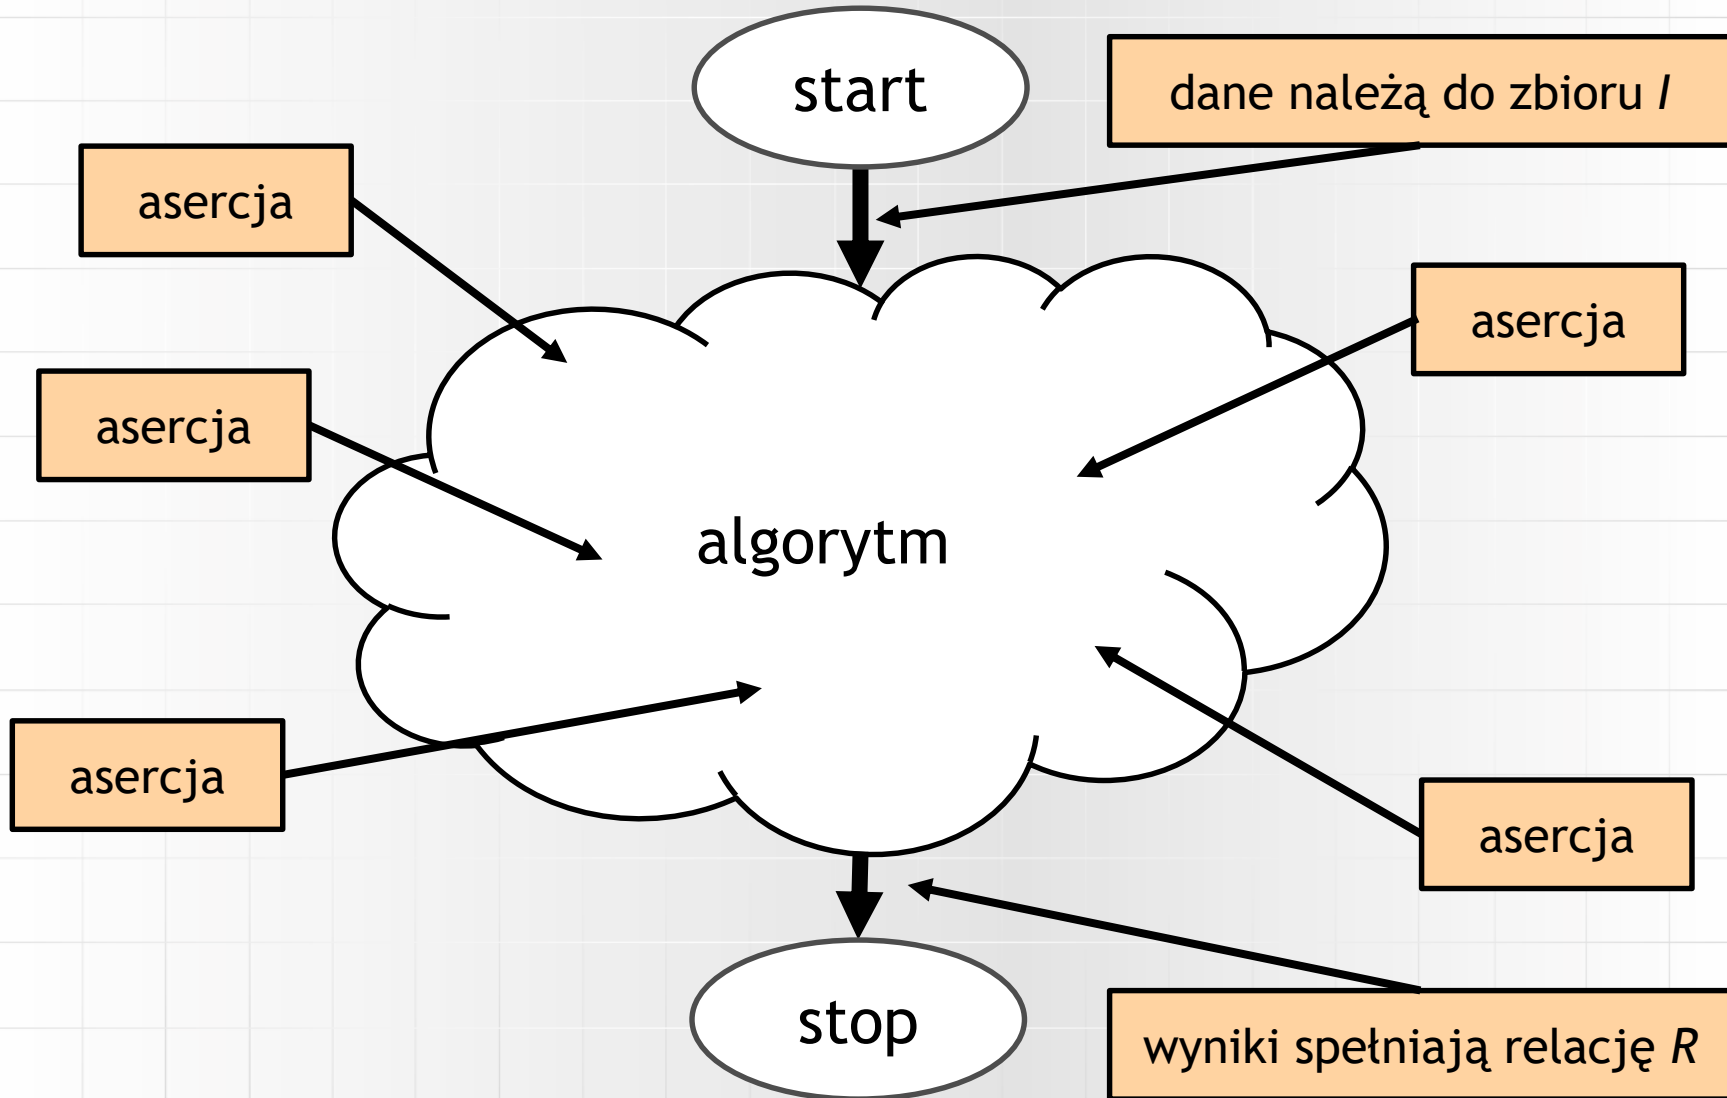 start
dane należą do zbioru I
asercja
asercja
asercja
algorytm
asercja
asercja
stop
wyniki spełniają relację R